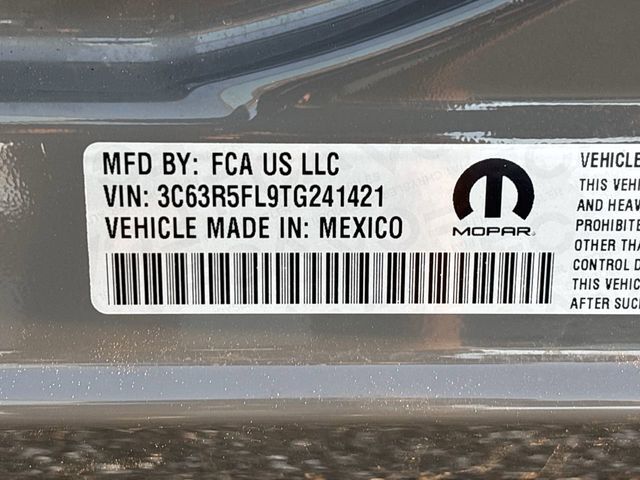 MFD BY: FCA US LLC
VIN: 3C63R5FL9TG241421
VEHICLE MADE IN: MEXICO
MOPAR
VEHICLE
THIS VEHI
AND HEAV
PROHIBITE
OTHER THA
CONTROL D
THIS VEHIC
AFTER SUC